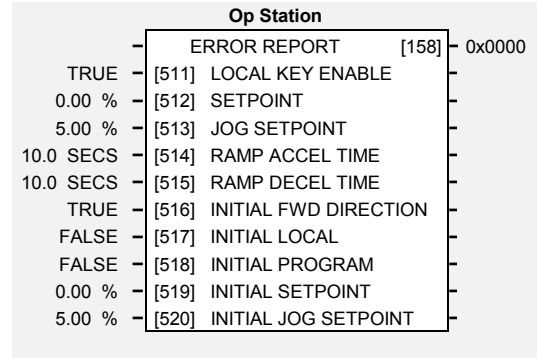 Op Station
ERROR REPORT [158] 0x0000
TRUE [511] LOCAL KEY ENABLE
0.00 % [512] SETPOINT
5.00 % [513] JOG SETPOINT
10.0 SECS [514] RAMP ACCEL TIME
10.0 SECS [515] RAMP DECEL TIME
TRUE [516] INITIAL FWD DIRECTION
FALSE [517] INITIAL LOCAL
FALSE [518] INITIAL PROGRAM
0.00 % [519] INITIAL SETPOINT
5.00 % [520] INITIAL JOG SETPOINT